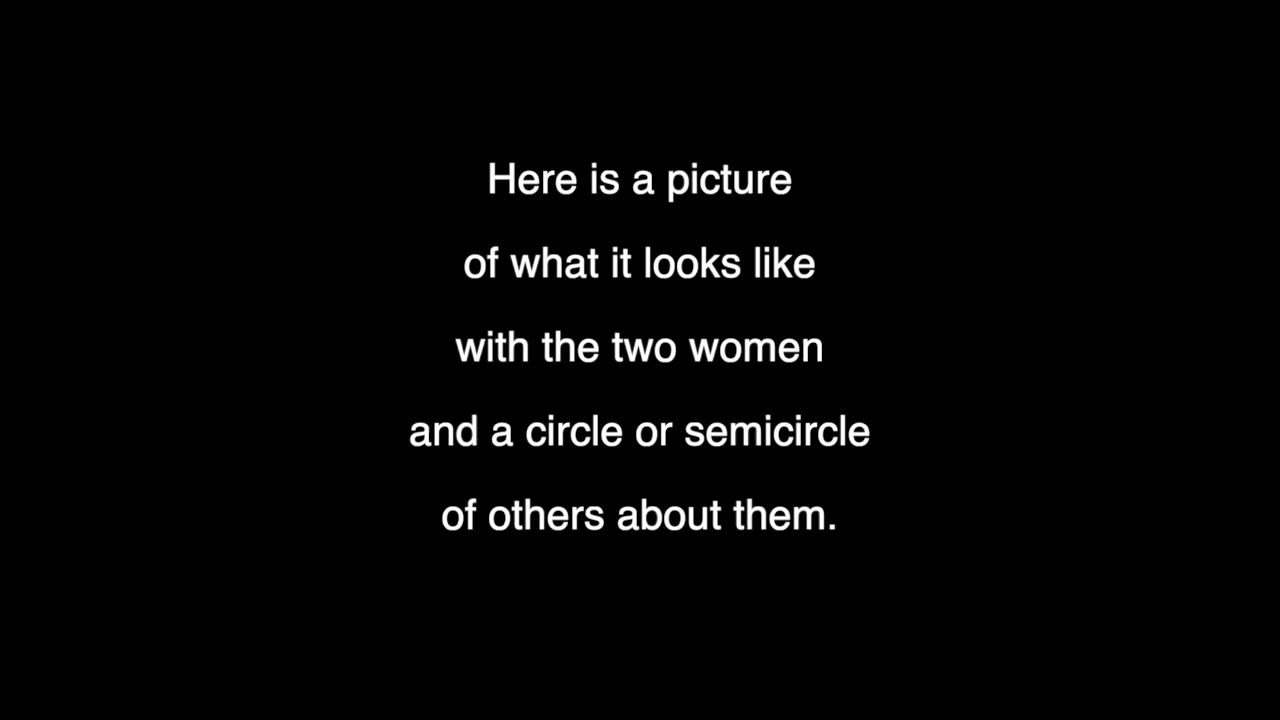 Here is a picture
of what it looks like
with the two women
and a circle or semicircle
of others about them.